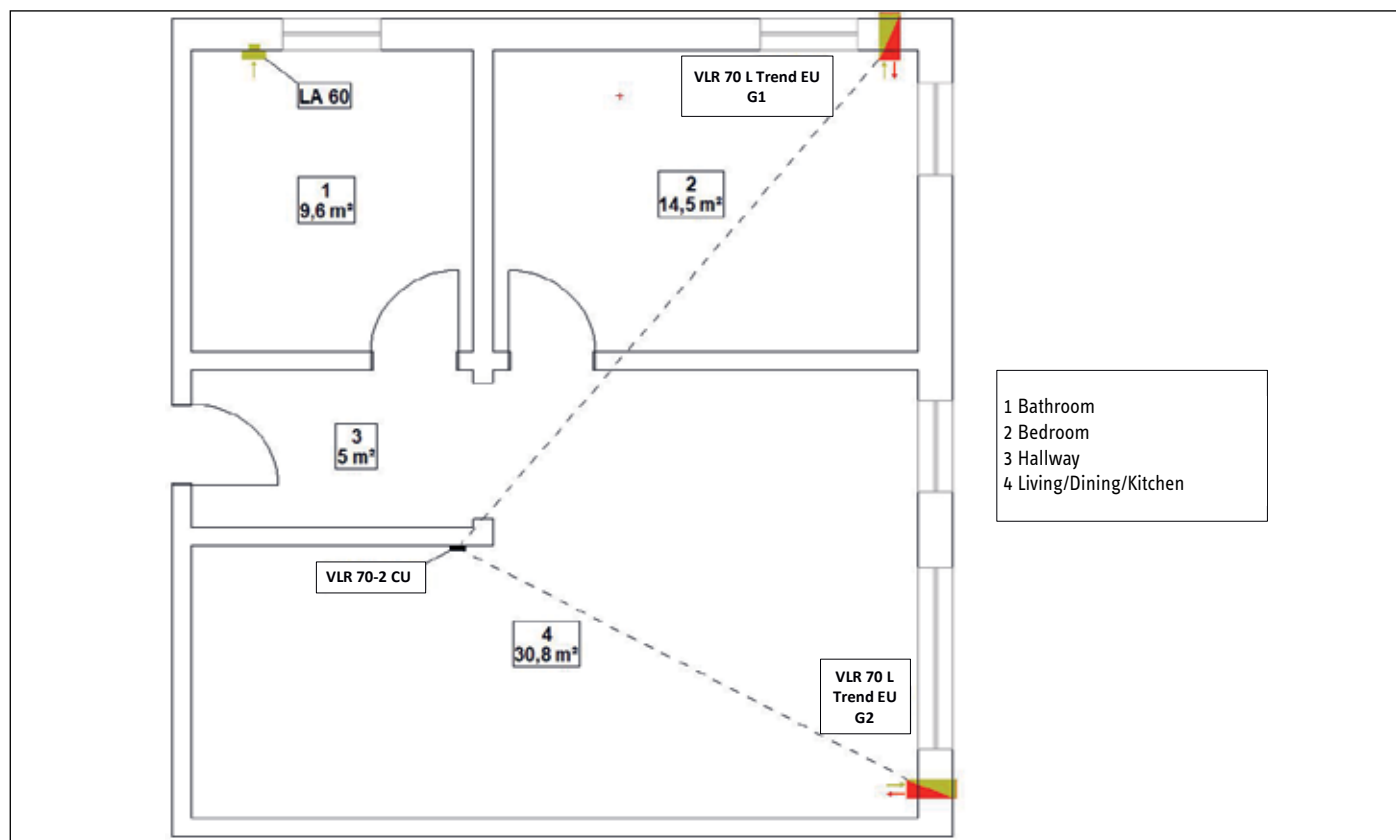 VLR 70 L Trend EU
G1
LA 60
1
9,6 m²
2
14,5 m²
3
5 m²
1 Bathroom
2 Bedroom
3 Hallway
4 Living/Dining/Kitchen
VLR 70-2 CU
4
30,8 m²
VLR 70 L
Trend EU
G2